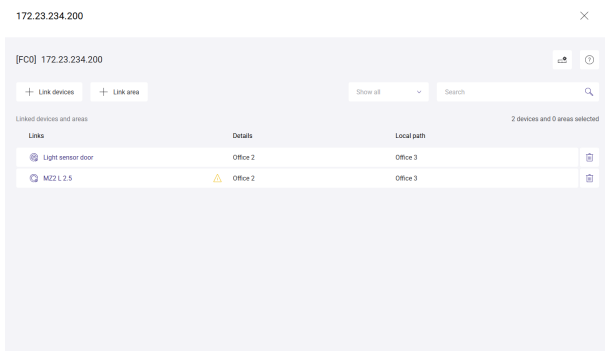 172.23.234.200
[FC0] 172.23.234.200
Link devices
Link area
Show all
Search
Linked devices and areas
2 devices and 0 areas selected
Links Details Local path
Light sensor door Office 2 Office 3
MZ2 L 2.5 Office 2 Office 3